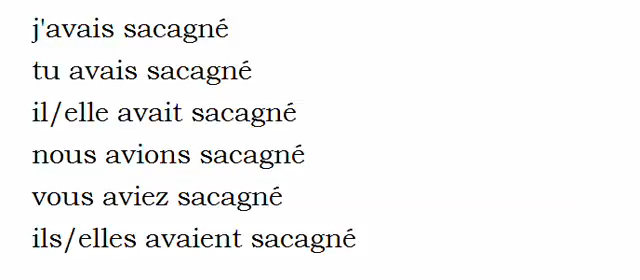 j'avais sacagné
tu avais sacagné
il/elle avait sacagné
nous avions sacagné
vous aviez sacagné
ils/elles avaient sacagné